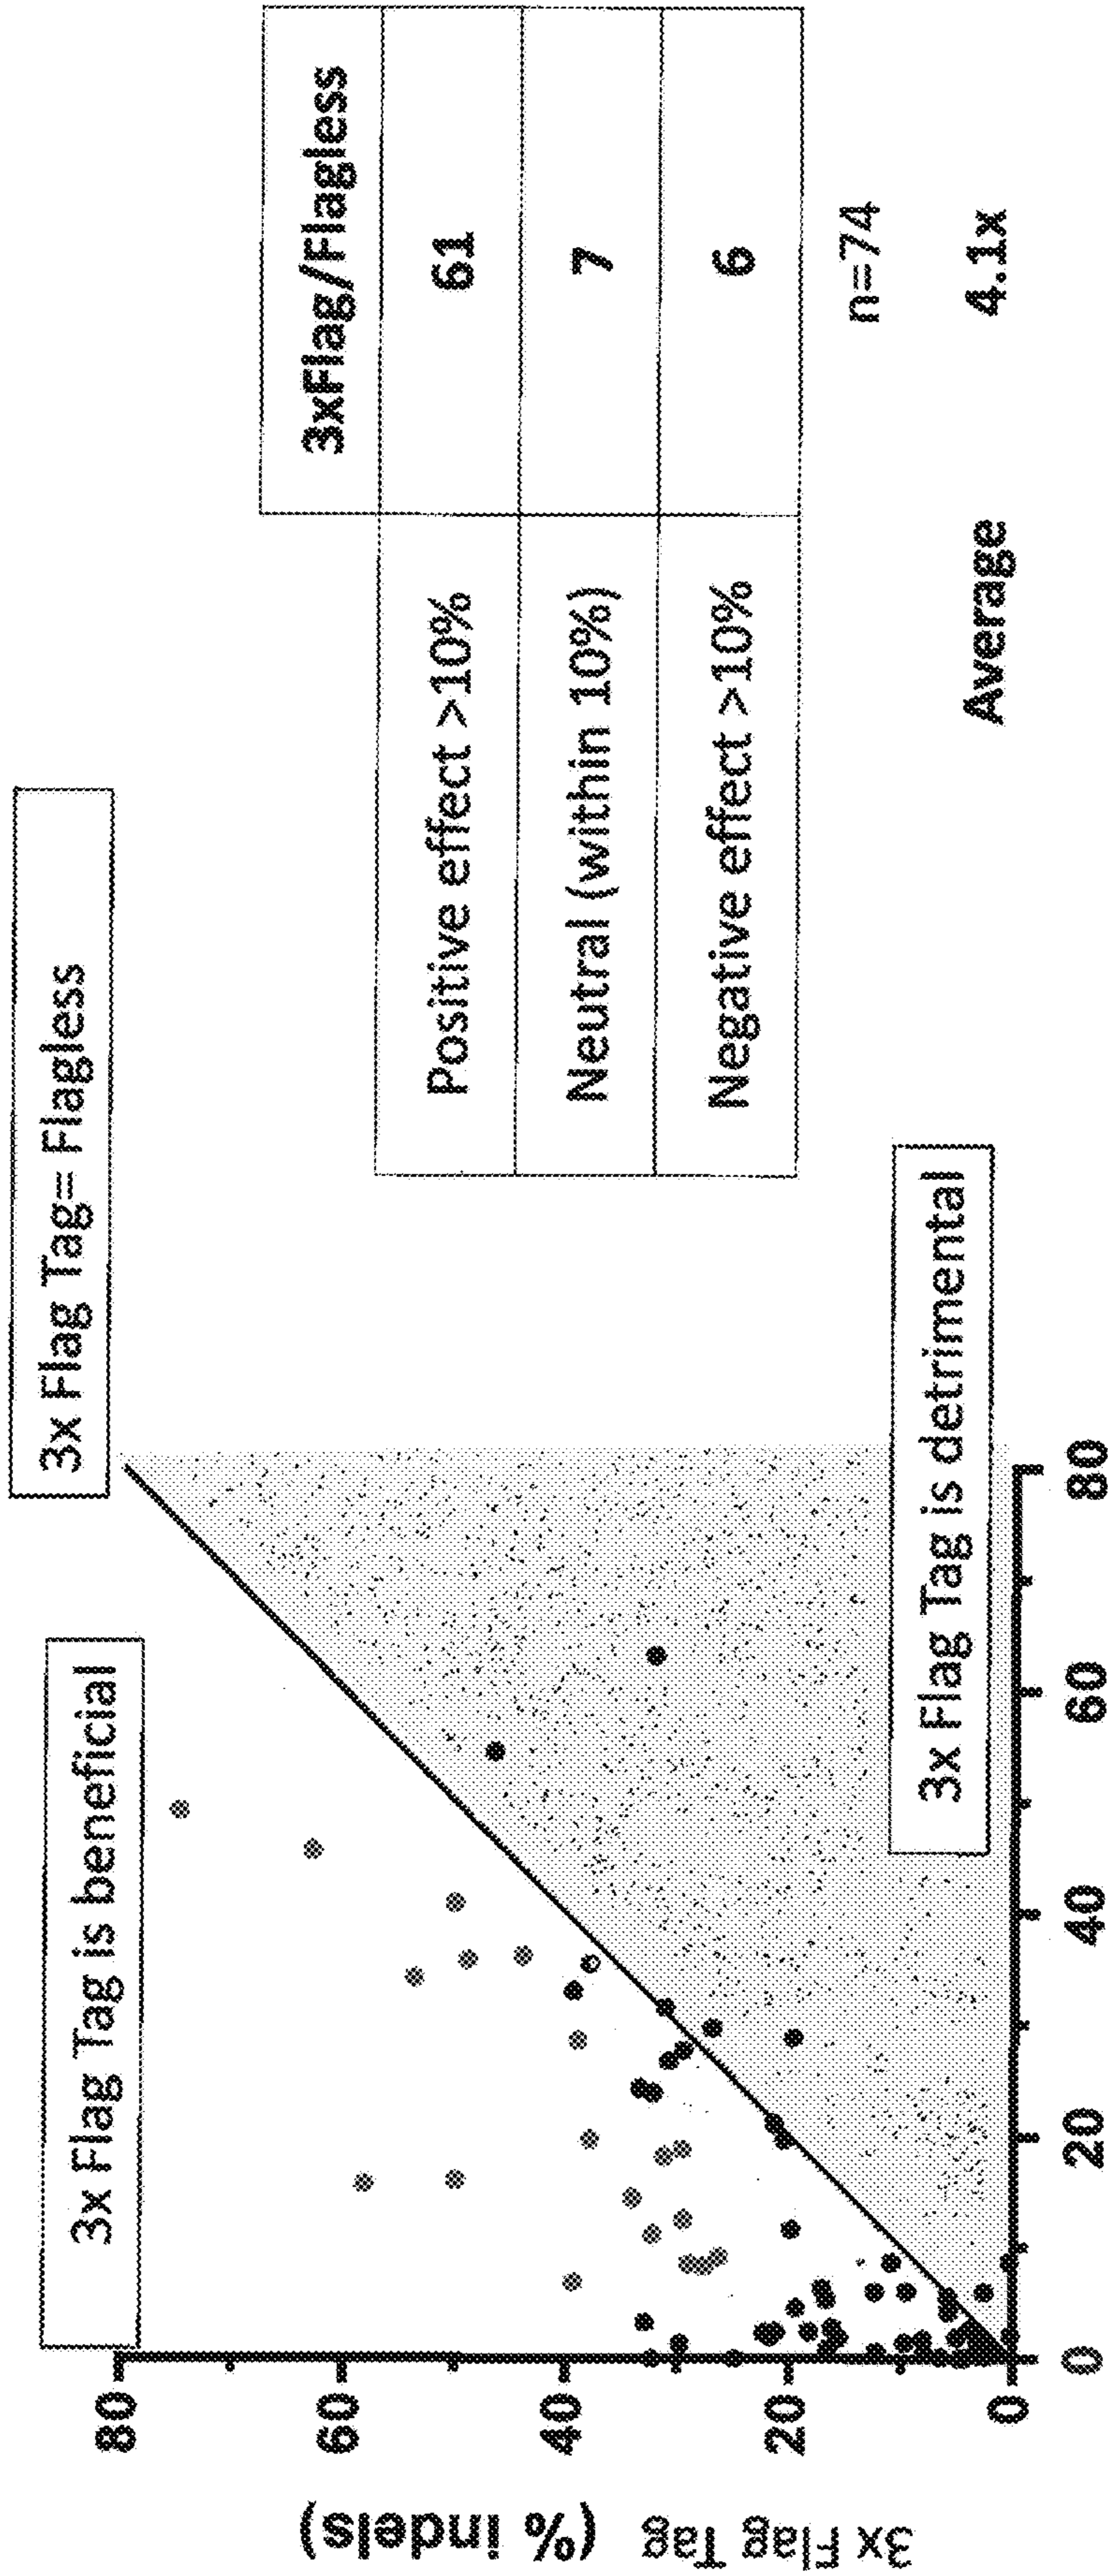 3x Flag Tag= Flagless
3x Flag Tag is beneficial
3xFlag/Flagless
Positive effect >10%
61
Neutral (within 10%)
7
Negative effect >10%
6
n=74
Average
4.1x
3x Flag Tag is detrimental
3x Flag Tag
(% indels)
80
60
40
20
0
0
20
40
60
80